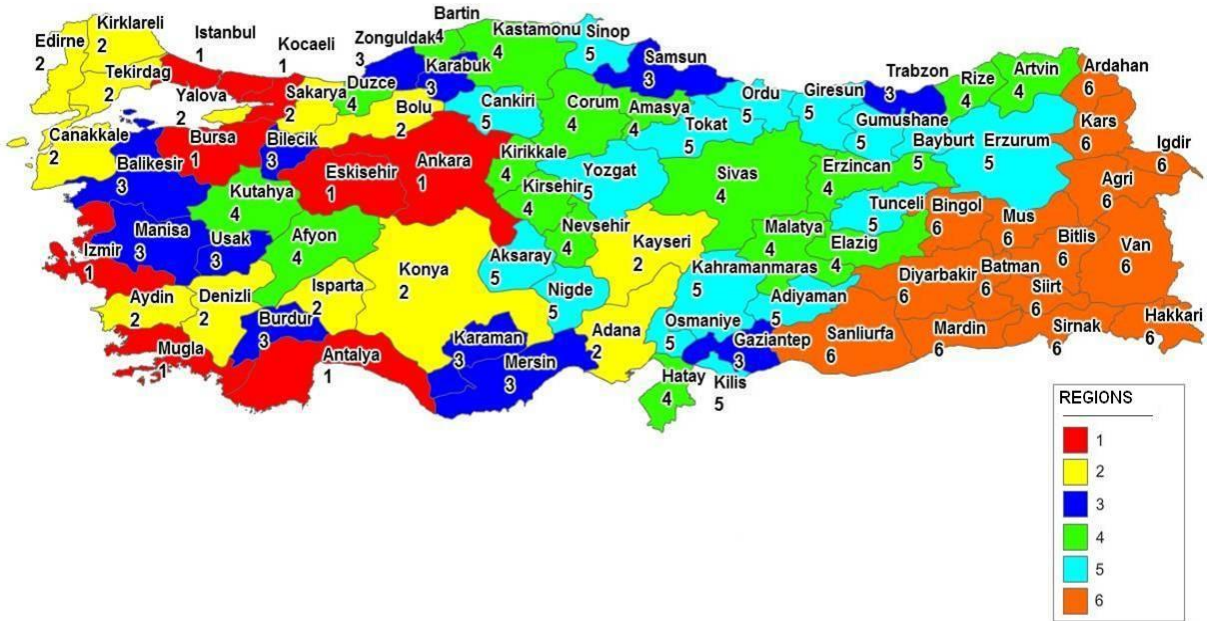 Kirklareli
2
Edirne
2
Tekirdag
2
Istanbul
1
Kocaeli
1
Yalova
2
Sakarya
2
Duzce
4
Zonguldak
3
Bartin
4
Karabuk
3
Kastamonu
4
Sinop
5
Samsun
3
Bolu
2
Cankiri
5
Corum
4
Amasya
4
Tokat
5
Ordu
5
Giresun
5
Trabzon
3
Gumushane
5
Rize
4
Artvin
4
Ardahan
6
Kars
6
Igdir
6
Bayburt
5
Erzurum
5
Agri
6
Canakkale
2
Balikesir
3
Bursa
1
Bilecik
3
Eskisehir
1
Ankara
1
Kirikkale
4
Kirsehir
4
Yozgat
5
Sivas
4
Erzincan
4
Tunceli
5
Bingol
6
Mus
6
Bitlis
6
Van
6
Kutahya
4
Manisa
3
Usak
3
Afyon
4
Izmir
1
Konya
2
Aksaray
5
Nevsehir
4
Kayseri
2
Malatya
4
Elazig
4
Diyarbakir
6
Batman
6
Siirt
6
Sirnak
6
Hakkari
6
Aydin
2
Denizli
2
Isparta
2
Burdur
3
Mugla
1
Antalya
1
Karaman
3
Mersin
3
Nigde
5
Adana
2
Kahramanmaras
5
Osmaniye
5
Adiyaman
5
Gaziantep
3
Kilis
5
Hatay
4
Sanliurfa
6
Mardin
6
REGIONS
1
2
3
4
5
6